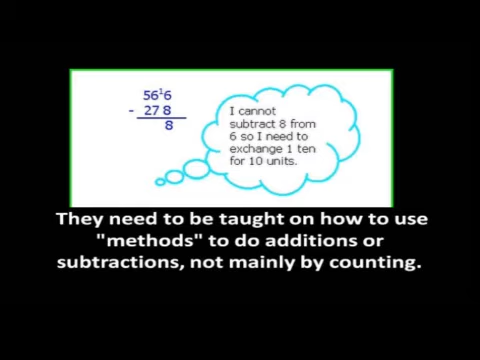 56¹6
- 27 8
8
I cannot
subtract 8 from
6 so I need to
exchange 1 ten
for 10 units.
They need to be taught on how to use
"methods" to do additions or
subtractions, not mainly by counting.